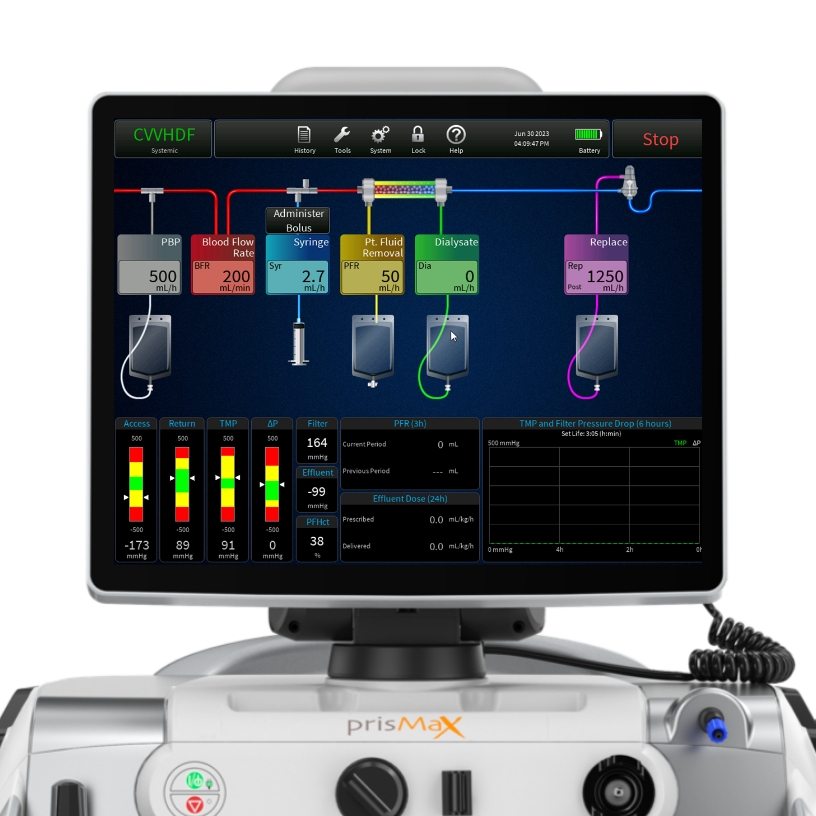 CVVHDF
Systemic
History
Tools
System
Lock
Help
Jun 30 2023
04:09:47 PM
Battery
Stop
Administer
Bolus
PBP
500
mL/h
Blood Flow
Rate
BFR
200
mL/min
Syringe
Syr
2.7
mL/h
Pt. Fluid
Removal
PFR
50
mL/h
Dialysate
Dia
0
mL/h
Replace
Rep
1250
Post
mL/h
Access
500
-500
-173
mmHg
Return
500
-500
89
mmHg
TMP
500
-500
91
mmHg
ΔP
500
-500
0
mmHg
Filter
164
mmHg
Effluent
-99
mmHg
PFHct
38
%
PFR (3h)
Current Period 0 mL
Previous Period --- mL
Effluent Dose (24h)
Prescribed 0.0 mL/kg/h
Delivered 0.0 mL/kg/h
TMP and Filter Pressure Drop (6 hours)
Set Life: 3:05 (h:min)
500 mmHg TMP ΔP
0 mmHg 4h 2h 0h
prisMaX